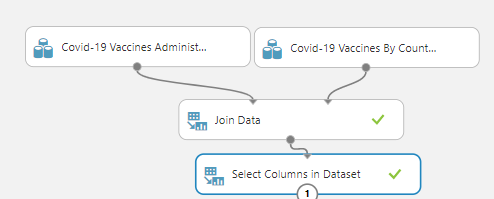 Covid-19 Vaccines Administ...
Covid-19 Vaccines By Count...
Join Data
Select Columns in Dataset
1